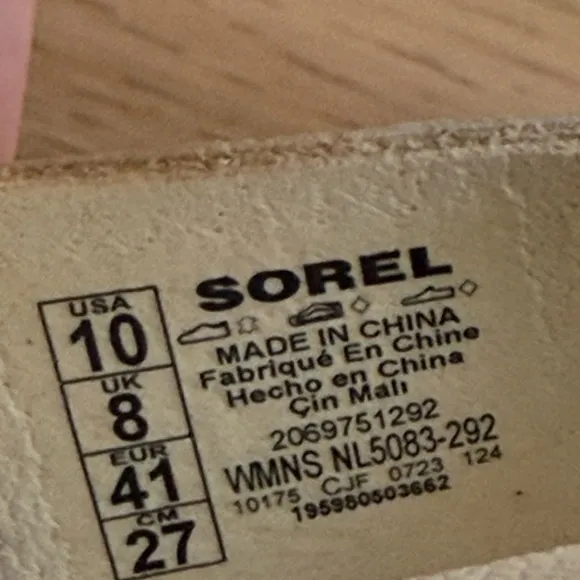 USA
10
UK
8
EUR
41
CM
27
SOREL
MADE IN CHINA
Fabriqué En Chine
Hecho en China
Çin Malı
2069751292
WMNS NL5083-292
10175 CJF 0723 124
195980503662